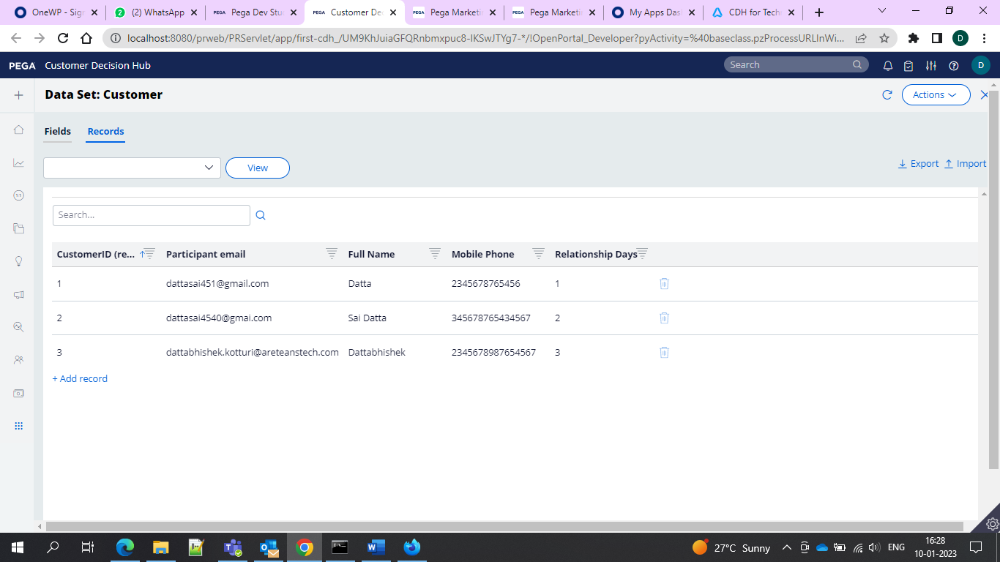 OneWP - Sign
(2) WhatsApp
Pega Dev Stud
Customer De
Pega Marketi
Pega Marketin
My Apps Das
CDH for Tech
localhost:8080/prweb/PRServlet/app/first-cdh_/UM9KhJuiaGFQRnbmxpuc8-IKSwJTYg7-*/!OpenPortal_Developer?pyActivity=%40baseclass.pzProcessURLInWi...
D
PEGA Customer Decision Hub
Search
D
Data Set: Customer
Actions
Fields Records
View
Export Import
Search...
CustomerID (re... Participant email Full Name Mobile Phone Relationship Days
1 dattasai451@gmail.com Datta 2345678765456 1
2 dattasai4540@gmai.com Sai Datta 345678765434567 2
3 dattabhishek.kotturi@areteanstech.com Dattabhishek 2345678987654567 3
+ Add record
27°C Sunny
ENG
16:28
10-01-2023